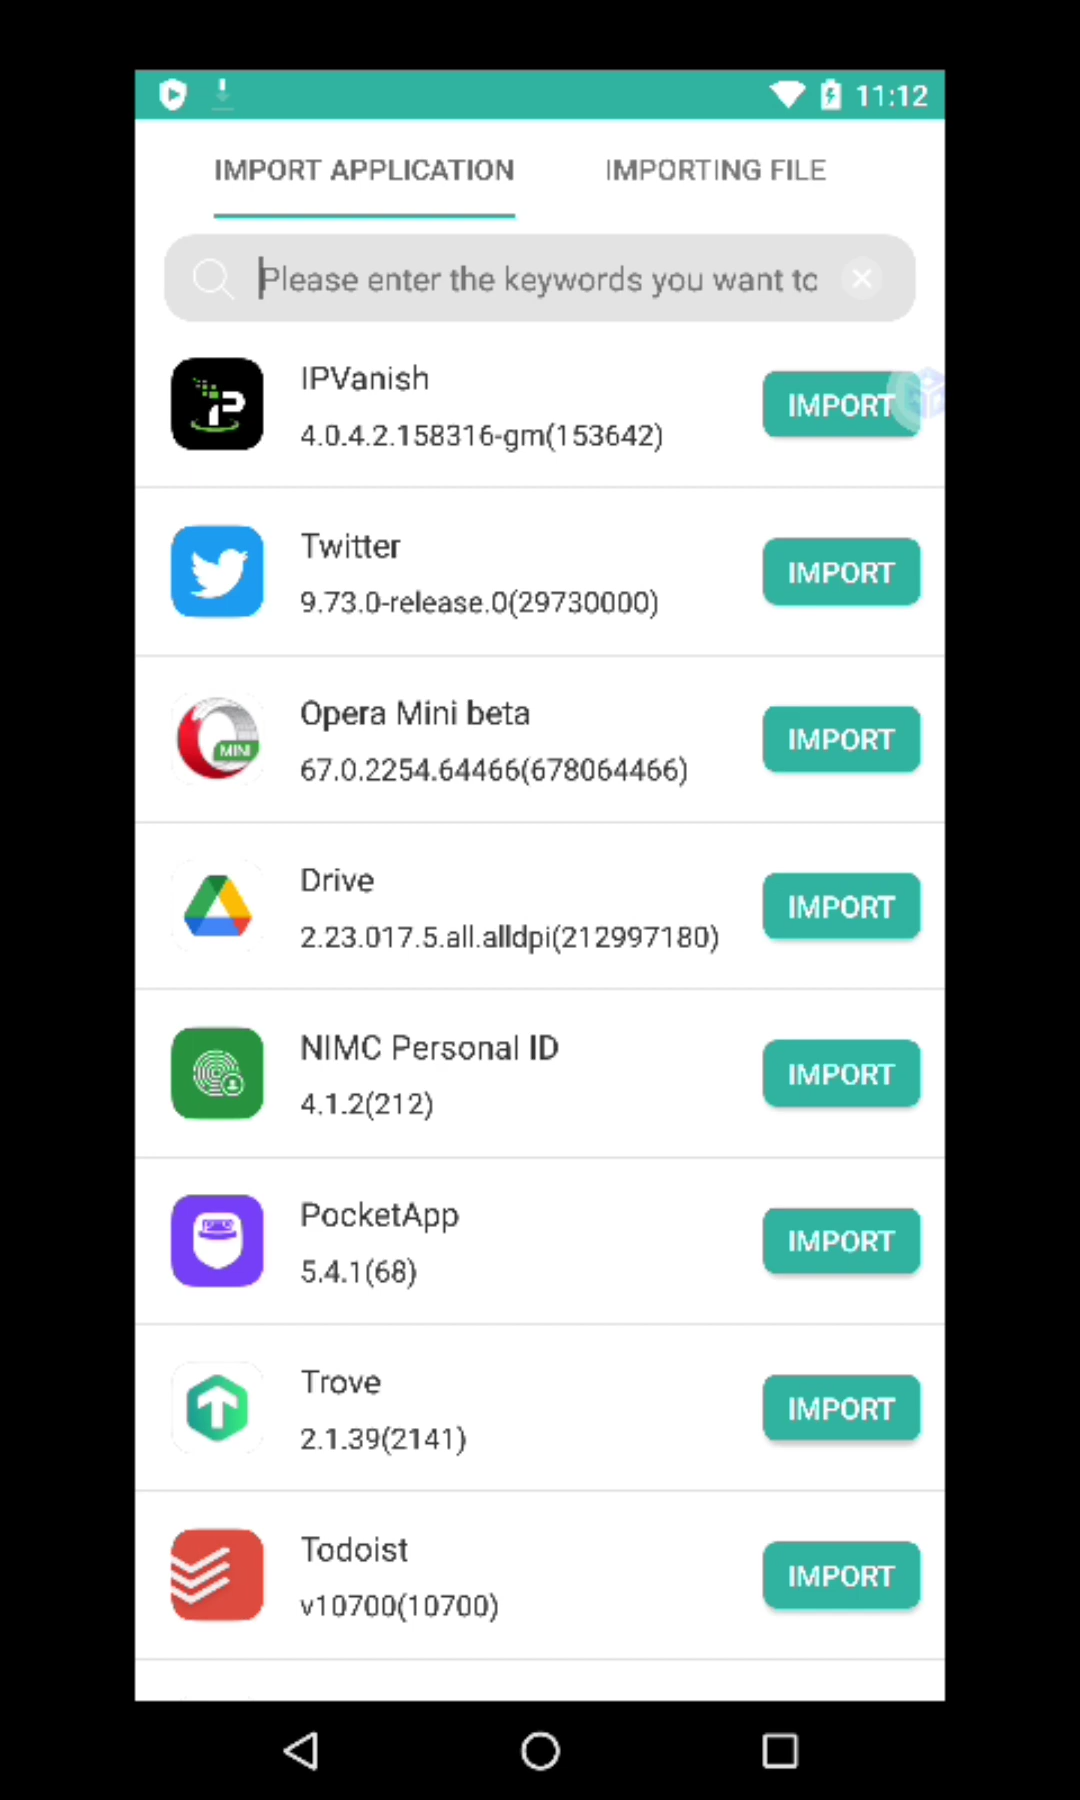 11:12
IMPORT APPLICATION
IMPORTING FILE
Please enter the keywords you want to
IPVanish
4.0.4.2.158316-gm(153642)
IMPORT
Twitter
9.73.0-release.0(29730000)
IMPORT
Opera Mini beta
67.0.2254.64466(678064466)
IMPORT
MINI
Drive
2.23.017.5.all.alldpi(212997180)
IMPORT
NIMC Personal ID
4.1.2(212)
IMPORT
PocketApp
5.4.1(68)
IMPORT
Trove
2.1.39(2141)
IMPORT
Todoist
v10700(10700)
IMPORT